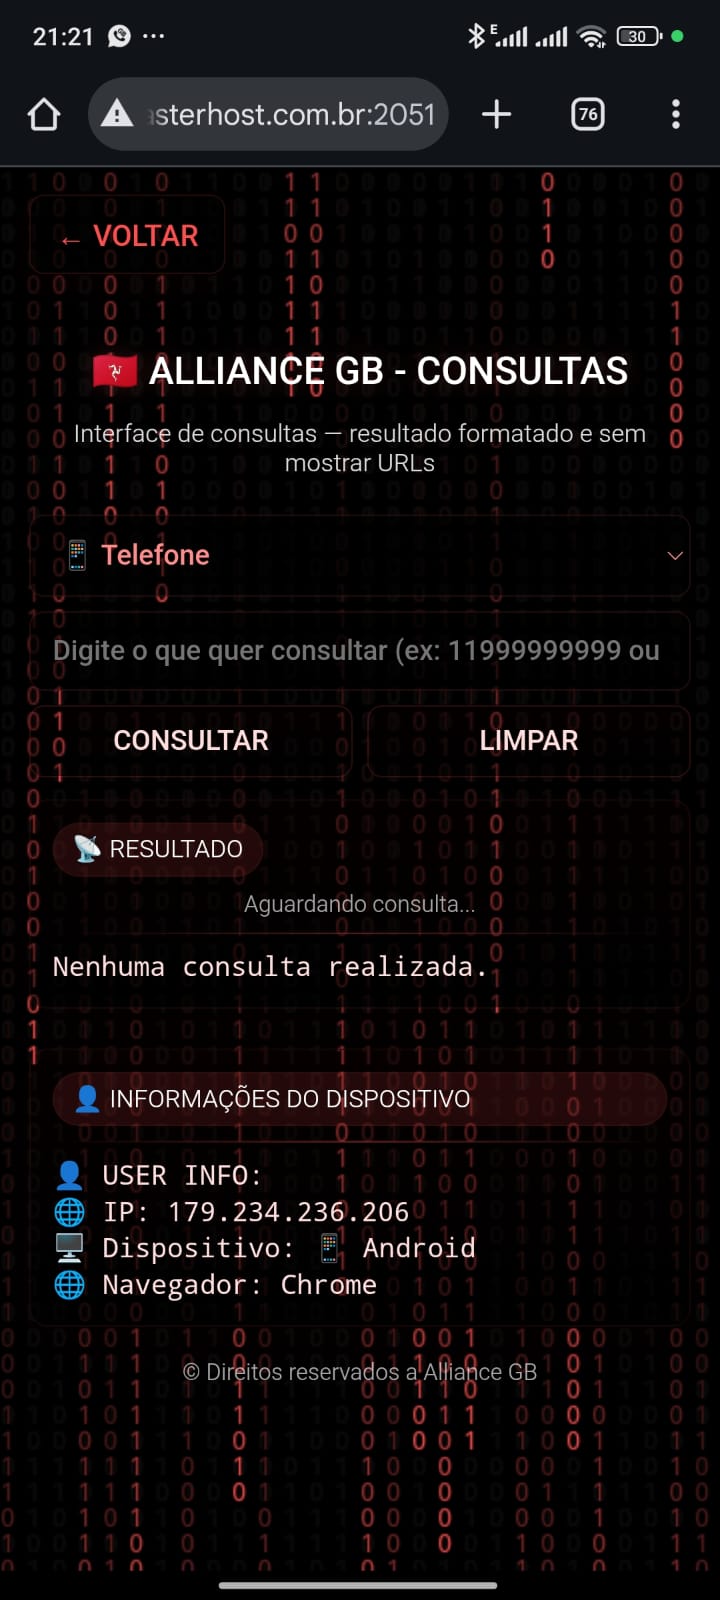 21:21
E
30
asterhost.com.br:2051
76
← VOLTAR
ALLIANCE GB - CONSULTAS
Interface de consultas — resultado formatado e sem
mostrar URLs
Telefone
Digite o que quer consultar (ex: 11999999999 ou
CONSULTAR
LIMPAR
RESULTADO
Aguardando consulta...
Nenhuma consulta realizada.
INFORMAÇÕES DO DISPOSITIVO
USER INFO:
IP: 179.234.236.206
Dispositivo: Android
Navegador: Chrome
© Direitos reservados a Alliance GB